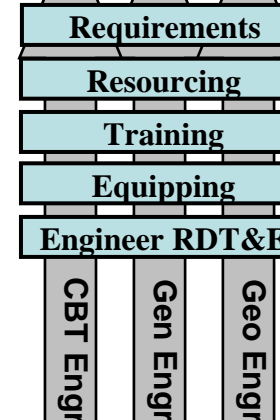 Requirements
Resourcing
Training
Equipping
Engineer RDT&E
CBT Engr
Gen Engr
Geo Engr